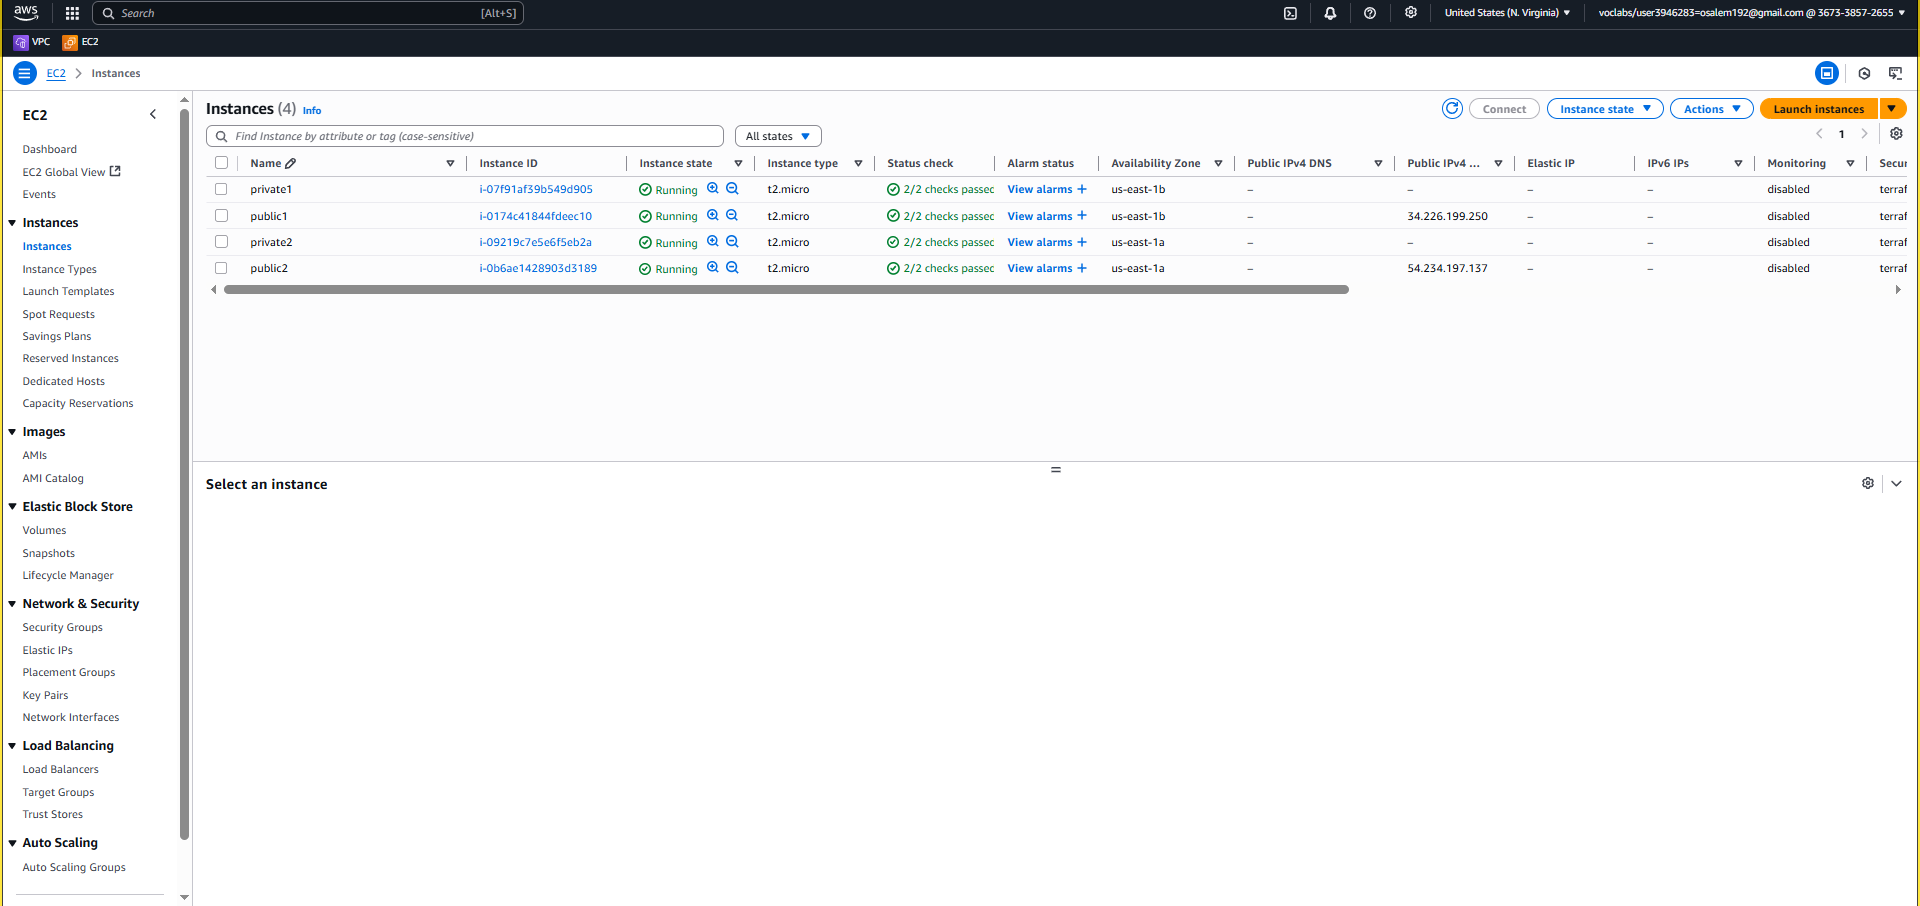 aws Search [Alt+S] United States (N. Virginia) voclabs/user3946283=osalem192@gmail.com @ 3673-3857-2655
VPC EC2
EC2 Instances
EC2
Dashboard
EC2 Global View
Events
Instances
Instances
Instance Types
Launch Templates
Spot Requests
Savings Plans
Reserved Instances
Dedicated Hosts
Capacity Reservations
Images
AMIs
AMI Catalog
Elastic Block Store
Volumes
Snapshots
Lifecycle Manager
Network & Security
Security Groups
Elastic IPs
Placement Groups
Key Pairs
Network Interfaces
Load Balancing
Load Balancers
Target Groups
Trust Stores
Auto Scaling
Auto Scaling Groups
Instances (4) Info Connect Instance state Actions Launch instances
Find Instance by attribute or tag (case-sensitive) All states 1
Name Instance ID Instance state Instance type Status check Alarm status Availability Zone Public IPv4 DNS Public IPv4 ... Elastic IP IPv6 IPs Monitoring Secur
private1 i-07f91af39b549d905 Running t2.micro 2/2 checks passec View alarms + us-east-1b – – – – disabled terraf
public1 i-0174c41844fdeec10 Running t2.micro 2/2 checks passec View alarms + us-east-1b – 34.226.199.250 – – disabled terraf
private2 i-09219c7e5e6f5eb2a Running t2.micro 2/2 checks passec View alarms + us-east-1a – – – – disabled terraf
public2 i-0b6ae1428903d3189 Running t2.micro 2/2 checks passec View alarms + us-east-1a – 54.234.197.137 – – disabled terraf
Select an instance